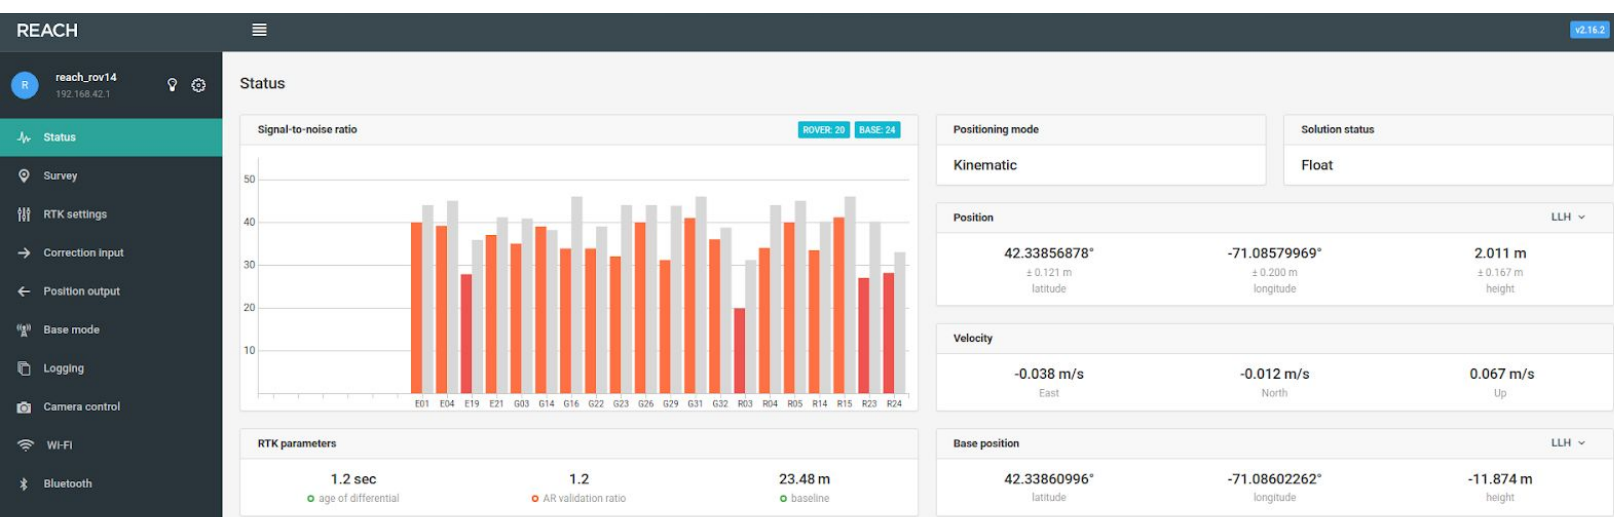 REACH
v2.16.2
R
reach_rov14
192.168.42.1
Status
Survey
RTK settings
Correction input
Position output
Base mode
Logging
Camera control
Wi-Fi
Bluetooth
Status
Signal-to-noise ratio
ROVER: 20 BASE: 24
50
40
30
20
10
E01 E04 E19 E21 G03 G14 G16 G22 G23 G26 G29 G31 G32 R03 R04 R05 R14 R15 R23 R24
RTK parameters
1.2 sec 1.2 23.48 m
age of differential AR validation ratio baseline
Positioning mode
Kinematic
Solution status
Float
Position LLH
42.33856878° -71.08579969° 2.011 m
± 0.121 m ± 0.200 m ± 0.167 m
latitude longitude height
Velocity
-0.038 m/s -0.012 m/s 0.067 m/s
East North Up
Base position LLH
42.33860996° -71.08602262° -11.874 m
latitude longitude height